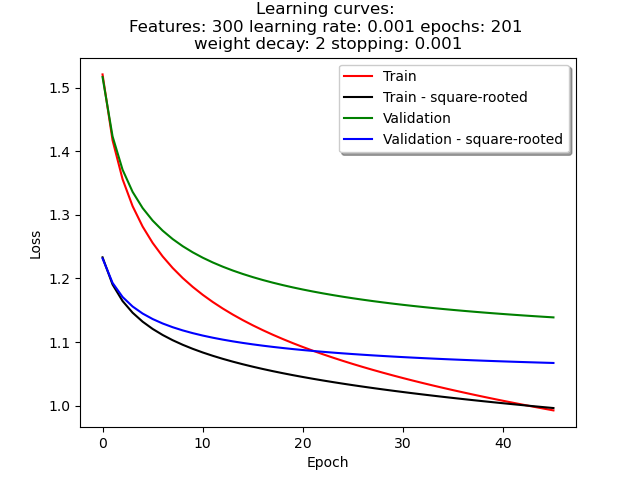 Learning curves:
Features: 300 learning rate: 0.001 epochs: 201
weight decay: 2 stopping: 0.001
Train
Train - square-rooted
Validation
Validation - square-rooted
Loss
1.5
1.4
1.3
1.2
1.1
1.0
0 10 20 30 40
Epoch